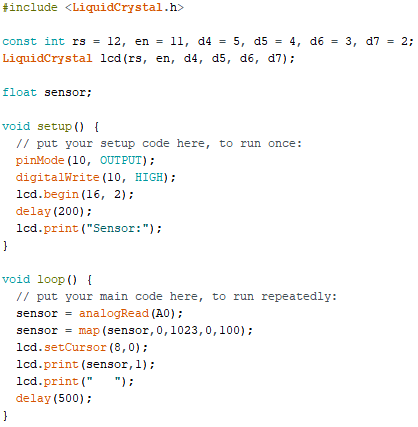 #include <LiquidCrystal.h>
const int rs = 12, en = 11, d4 = 5, d5 = 4, d6 = 3, d7 = 2;
LiquidCrystal lcd(rs, en, d4, d5, d6, d7);
float sensor;
void setup() {
  // put your setup code here, to run once:
  pinMode(10, OUTPUT);
  digitalWrite(10, HIGH);
  lcd.begin(16, 2);
  delay(200);
  lcd.print("Sensor:");
}
void loop() {
  // put your main code here, to run repeatedly:
  sensor = analogRead(A0);
  sensor = map(sensor,0,1023,0,100);
  lcd.setCursor(8,0);
  lcd.print(sensor,1);
  lcd.print("   ");
  delay(500);
}